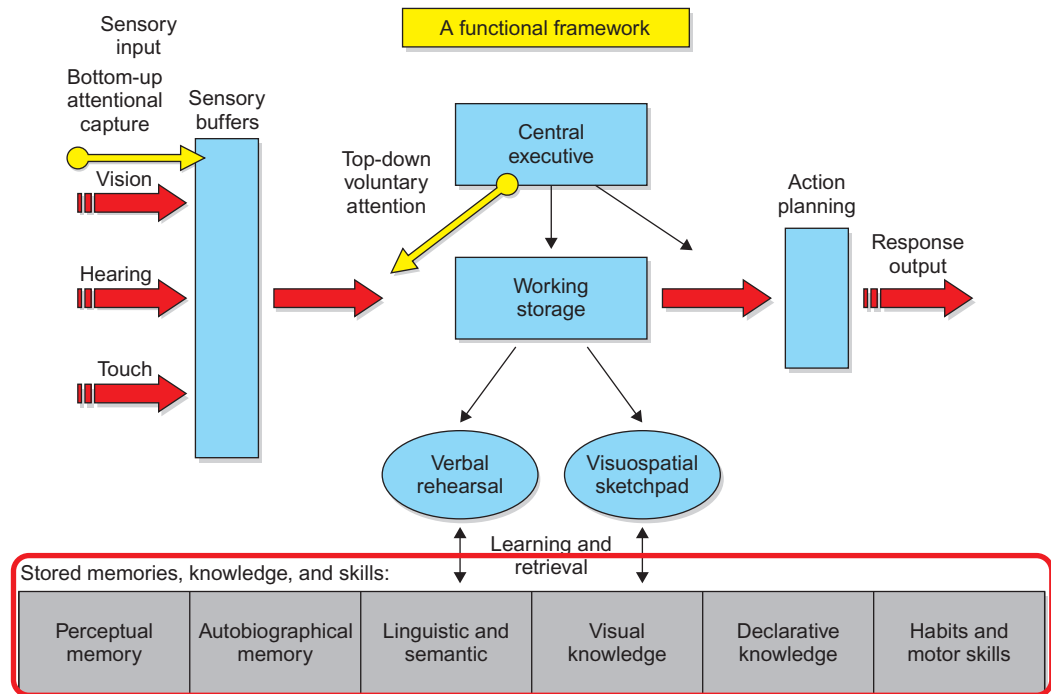 Sensory
input
A functional framework
Bottom-up
attentional
capture
Sensory
buffers
Vision
Hearing
Touch
Central
executive
Top-down
voluntary
attention
Working
storage
Action
planning
Response
output
Verbal
rehearsal
Visuospatial
sketchpad
Learning and
retrieval
Stored memories, knowledge, and skills:
Perceptual
memory
Autobiographical
memory
Linguistic and
semantic
Visual
knowledge
Declarative
knowledge
Habits and
motor skills